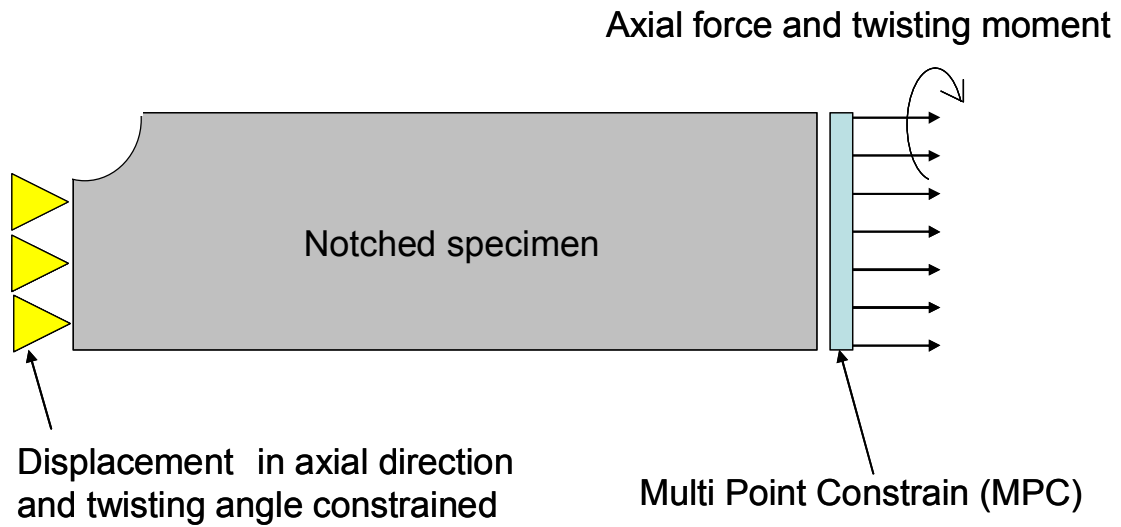 Axial force and twisting moment
Notched specimen
Displacement in axial direction
and twisting angle constrained
Multi Point Constrain (MPC)